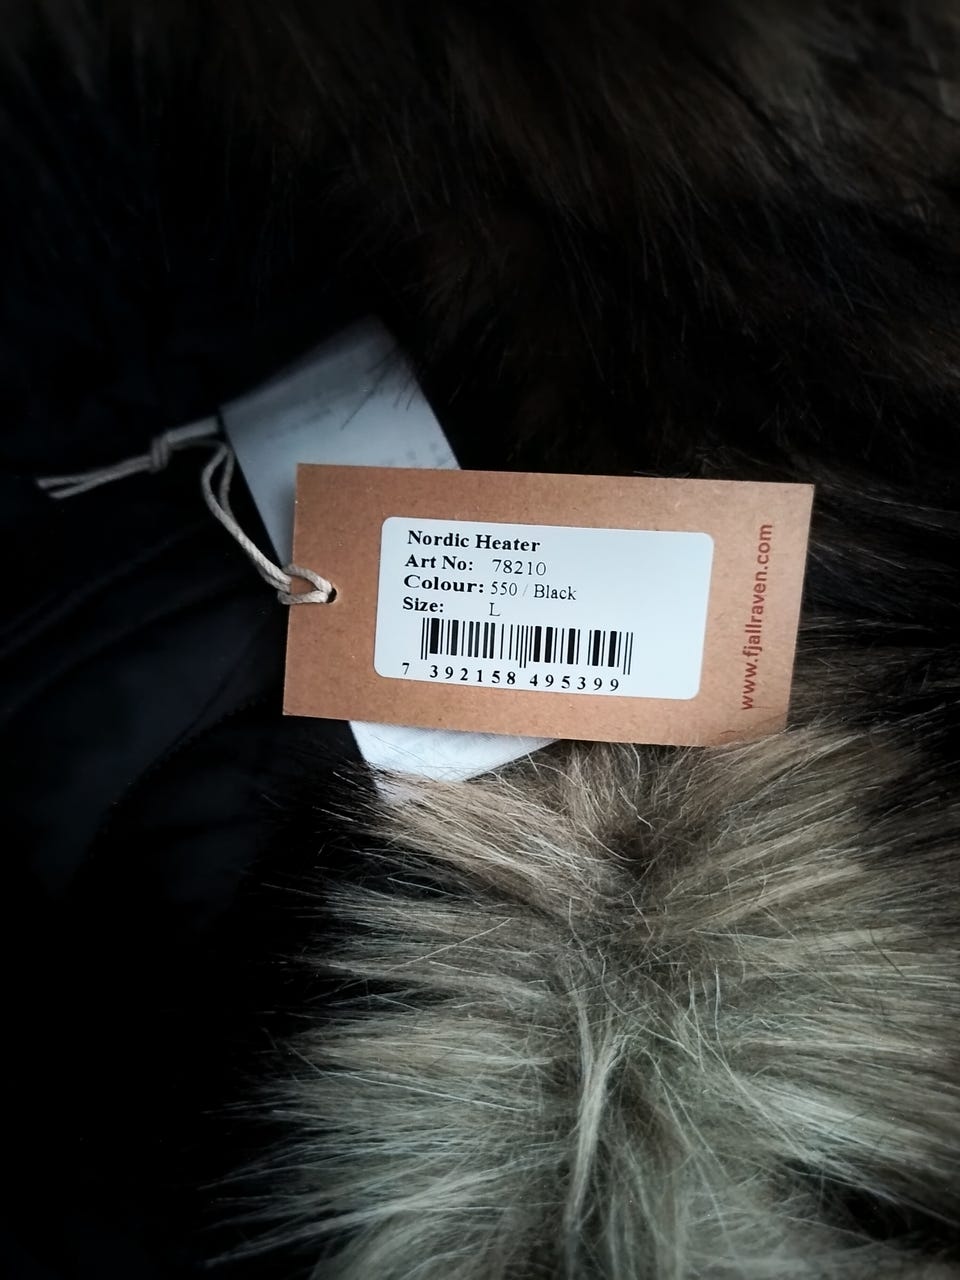 Nordic Heater
Art No: 78210
Colour: 550 / Black
Size: L
7 392158 495399
www.fjallraven.com